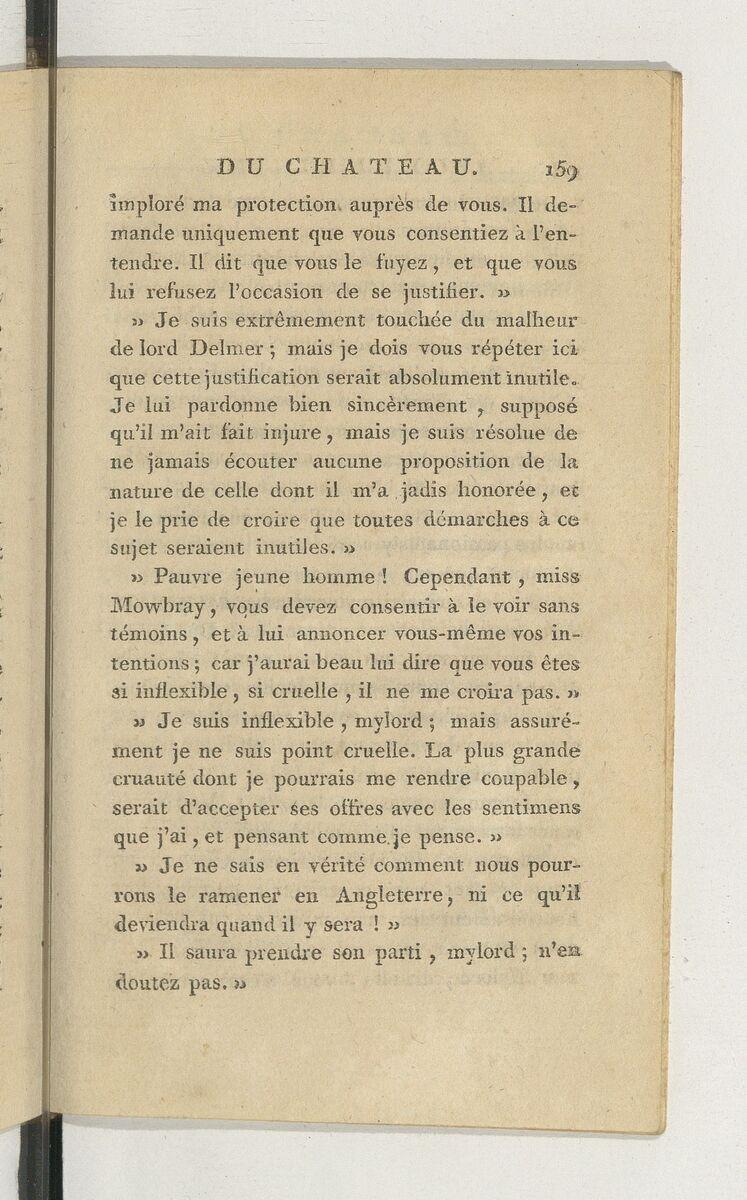 DU CHATEAU. 159
imploré ma protection auprès de vous. Il de-
mande uniquement que vous consentiez à l'en-
tendre. Il dit que vous le fuyez, et que vous
lui refusez l'occasion de se justifier. »
» Je suis extrêmement touchée du malheur
de lord Delmer ; mais je dois vous répéter ici
que cette justification serait absolument inutile.
Je lui pardonne bien sincèrement , supposé
qu'il m'ait fait injure, mais je suis résolue de
ne jamais écouter aucune proposition de la
nature de celle dont il m'a jadis honorée, et
je le prie de croire que toutes démarches à ce
sujet seraient inutiles. »
» Pauvre jeune homme ! Cependant , miss
Mowbray, vous devez consentir à le voir sans
témoins, et à lui annoncer vous-même vos in-
tentions ; car j'aurai beau lui dire que vous êtes
si inflexible, si cruelle , il ne me croira pas. »
» Je suis inflexible , mylord ; mais assuré-
ment je ne suis point cruelle. La plus grande
cruauté dont je pourrais me rendre coupable,
serait d'accepter ses offres avec les sentimens
que j'ai, et pensant comme je pense. »
» Je ne sais en vérité comment nous pour-
rons le ramener en Angleterre, ni ce qu'il
deviendra quand il y sera ! »
» Il saura prendre son parti , mylord ; n'en
doutez pas. »